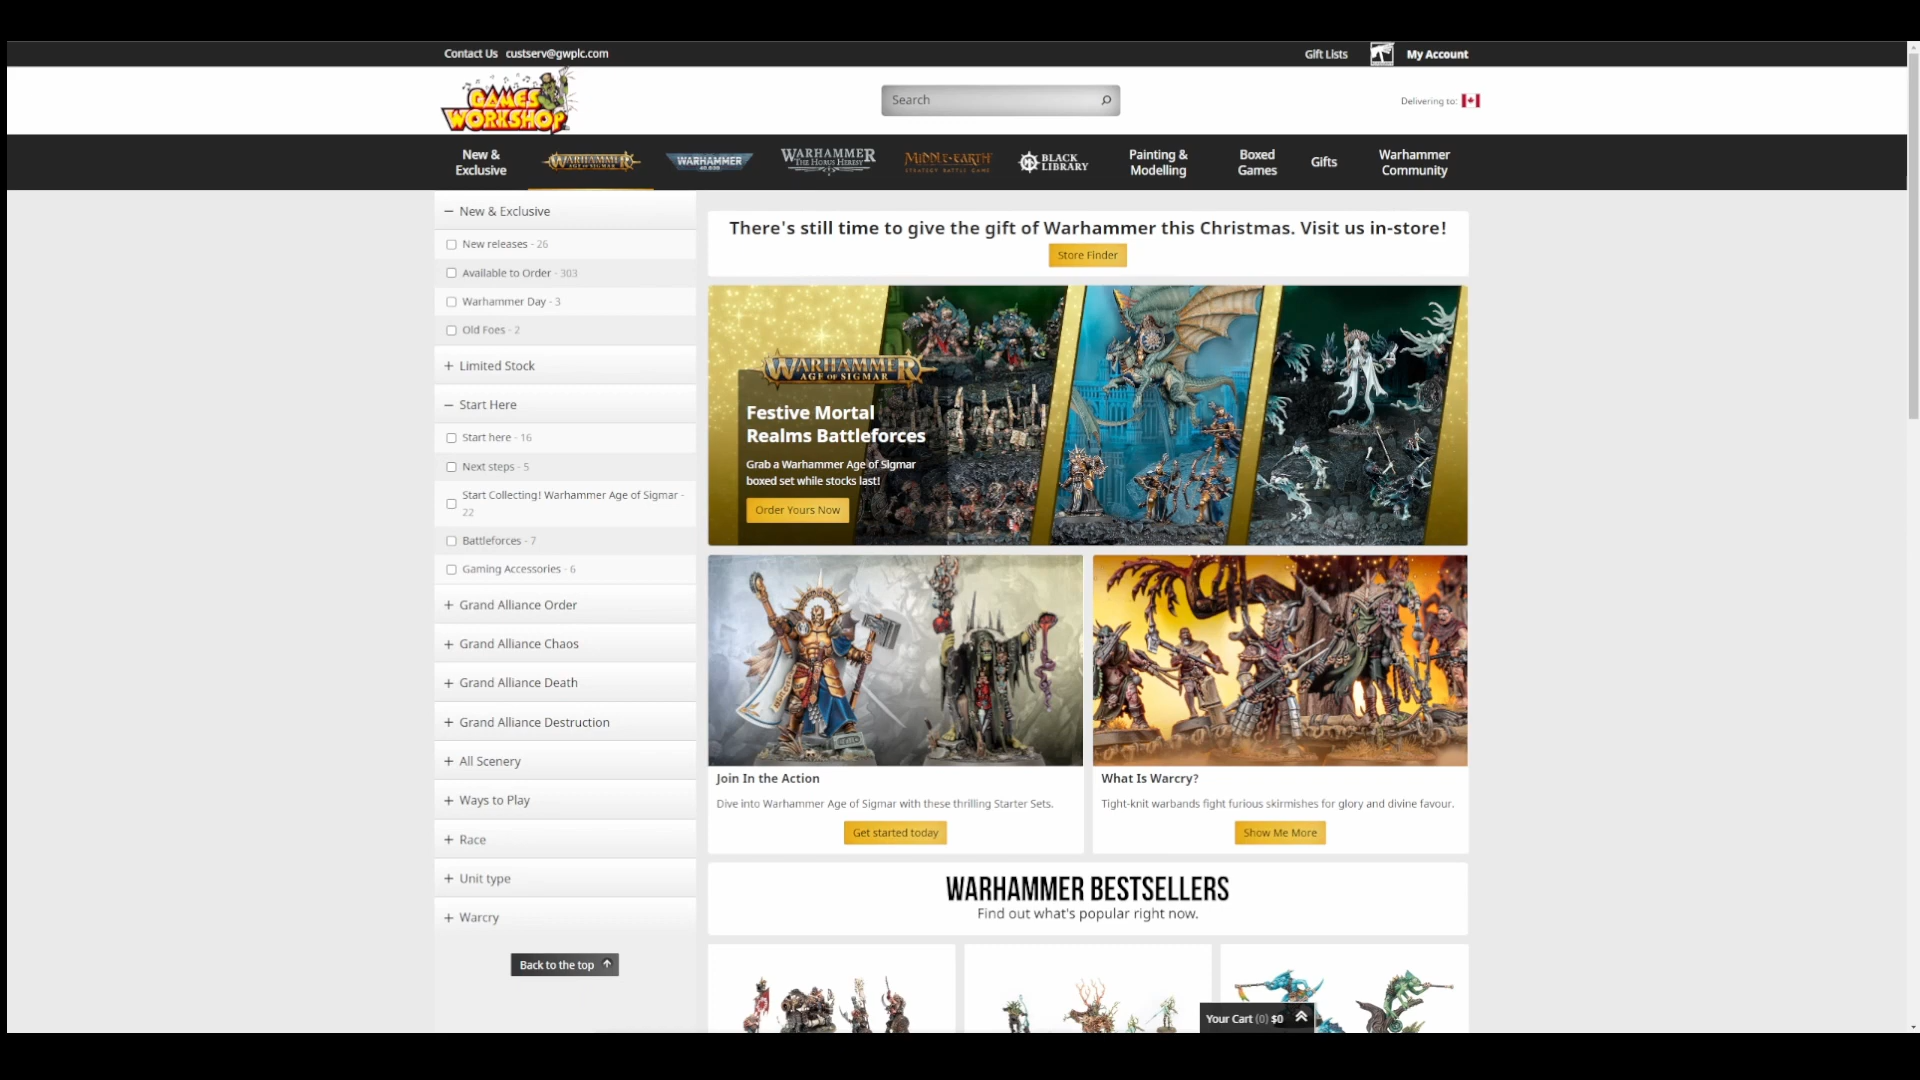 Contact Us custserv@gwplc.com
Gift Lists
My Account
GAMES
WORKSHOP
Search
Delivering to:
New &
Exclusive
WARHAMMER
AGE OF SIGMAR
WARHAMMER
40,000
WARHAMMER
THE HORUS HERESY
MIDDLE-EARTH
STRATEGY BATTLE GAME
BLACK
LIBRARY
Painting &
Modelling
Boxed
Games
Gifts
Warhammer
Community
New & Exclusive
New releases - 26
Available to Order - 303
Warhammer Day - 3
Old Foes - 2
Limited Stock
Start Here
Start here - 16
Next steps - 5
Start Collecting! Warhammer Age of Sigmar -
22
Battleforces - 7
Gaming Accessories - 6
Grand Alliance Order
Grand Alliance Chaos
Grand Alliance Death
Grand Alliance Destruction
All Scenery
Ways to Play
Race
Unit type
Warcry
Back to the top
There's still time to give the gift of Warhammer this Christmas. Visit us in-store!
Store Finder
WARHAMMER
AGE OF SIGMAR
Festive Mortal
Realms Battleforces
Grab a Warhammer Age of Sigmar
boxed set while stocks last!
Order Yours Now
Join In the Action
Dive into Warhammer Age of Sigmar with these thrilling Starter Sets.
Get started today
What Is Warcry?
Tight-knit warbands fight furious skirmishes for glory and divine favour.
Show Me More
WARHAMMER BESTSELLERS
Find out what's popular right now.
Your Cart (0) $0